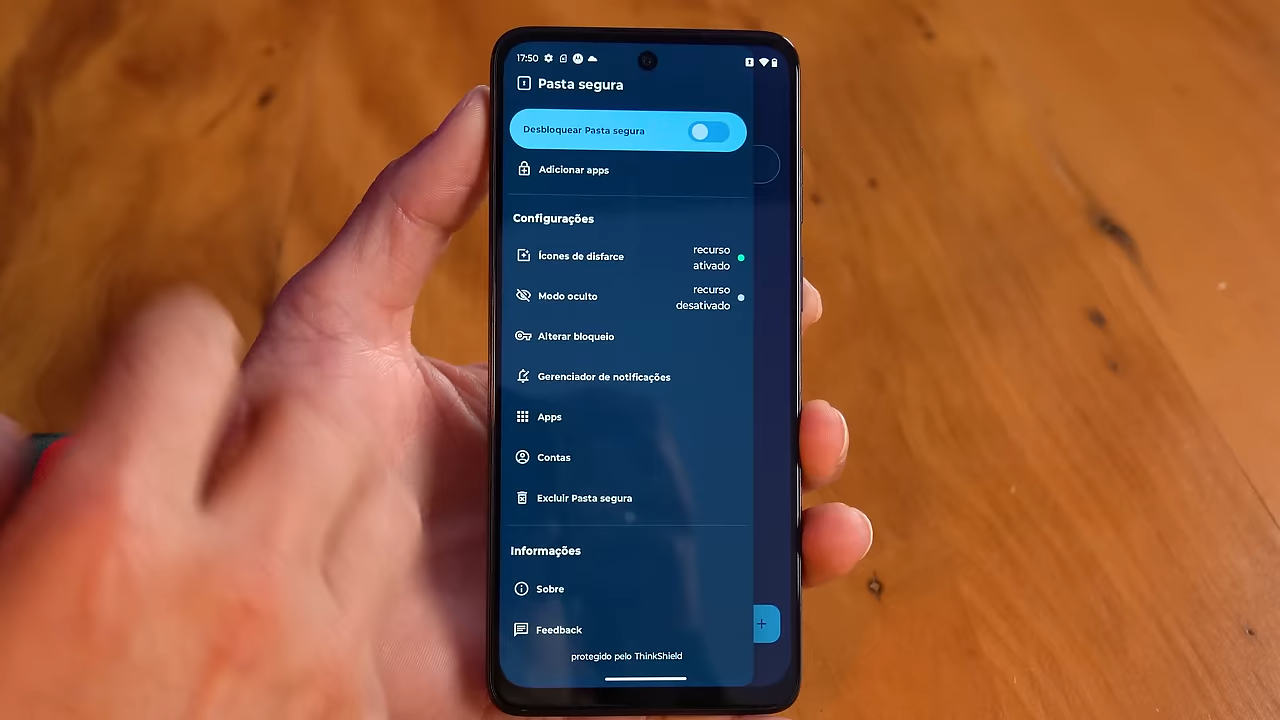 17:50
Pasta segura
Desbloquear Pasta segura
Adicionar apps
Configurações
Ícones de disfarce
recurso
ativado
Modo oculto
recurso
desativado
Alterar bloqueio
Gerenciador de notificações
Apps
Contas
Excluir Pasta segura
Informações
Sobre
Feedback
protegido pelo ThinkShield